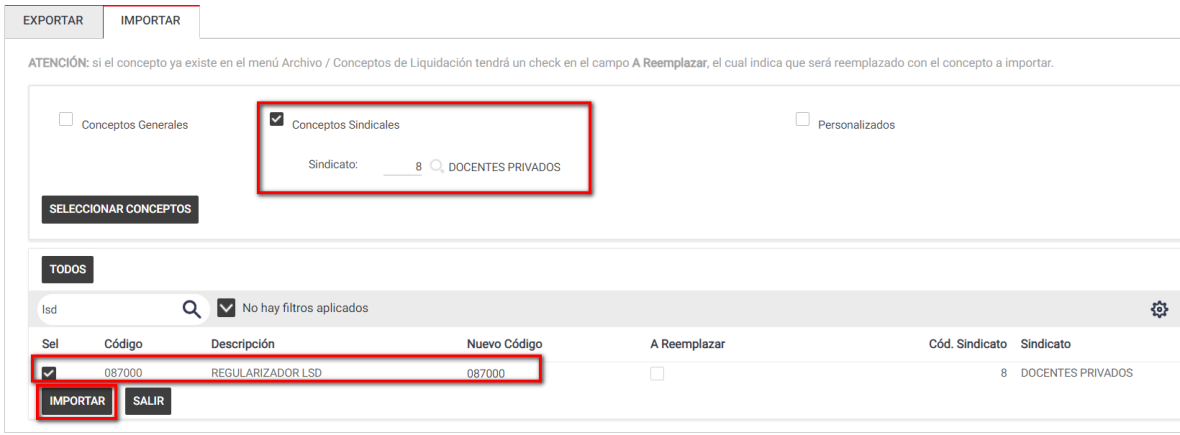 EXPORTAR IMPORTAR
ATENCIÓN: si el concepto ya existe en el menú Archivo / Conceptos de Liquidación tendrá un check en el campo A Reemplazar, el cual indica que será reemplazado con el concepto a importar.
Conceptos Generales Conceptos Sindicales Personalizados
Sindicato: 8 DOCENTES PRIVADOS
SELECCIONAR CONCEPTOS
TODOS
lsd No hay filtros aplicados
Sel Código Descripción Nuevo Código A Reemplazar Cód. Sindicato Sindicato
087000 REGULARIZADOR LSD 087000 8 DOCENTES PRIVADOS
IMPORTAR SALIR